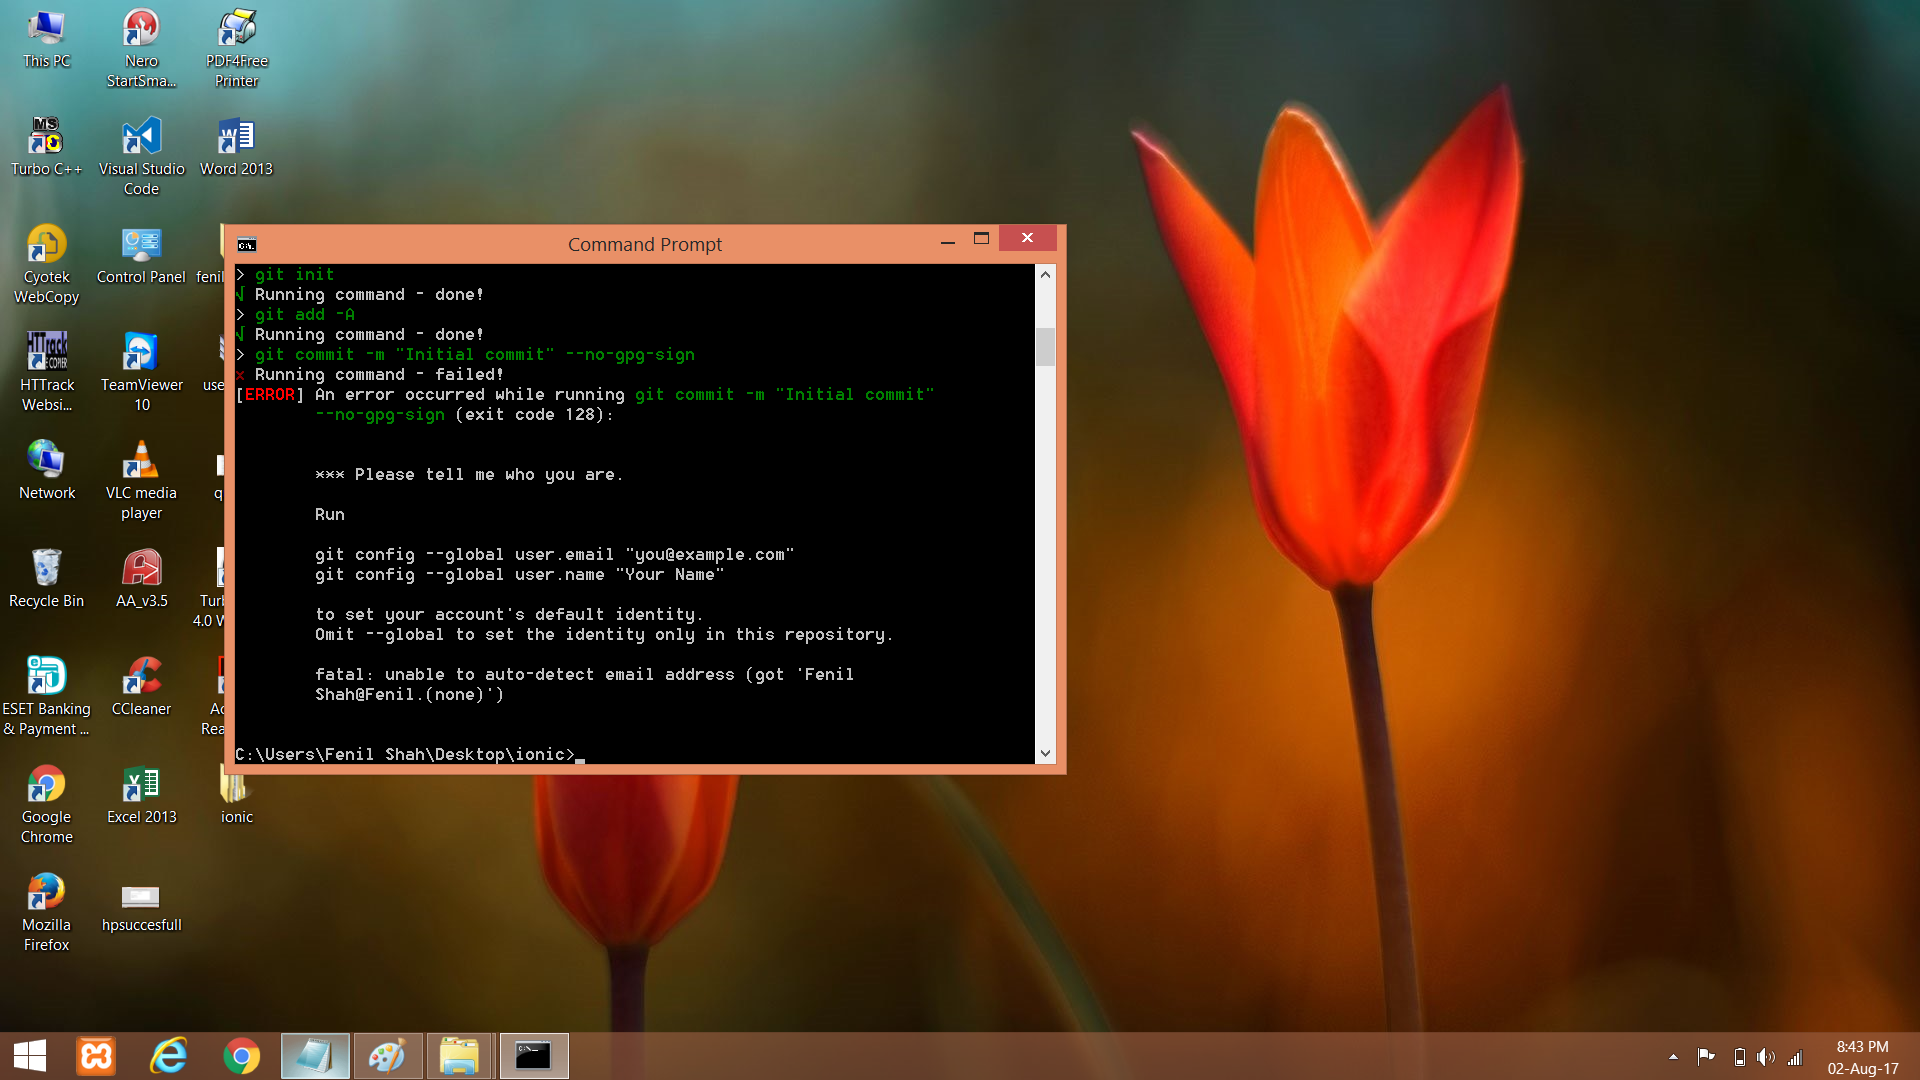 This PC
Nero
StartSma...
PDF4Free
Printer
MS
Turbo C++
Visual Studio
Code
Word 2013
Cyotek
WebCopy
Control Panel
fenil
HTTrack
Websi...
TeamViewer
10
use
Network
VLC media
player
q
Recycle Bin
AA_v3.5
Turb
4.0 W
ESET Banking
& Payment ...
CCleaner
Ac
Rea
Google
Chrome
Excel 2013
ionic
Mozilla
Firefox
hpsuccesfull
Command Prompt
> git init
√ Running command - done!
> git add -A
√ Running command - done!
> git commit -m "Initial commit" --no-gpg-sign
x Running command - failed!
[ERROR] An error occurred while running git commit -m "Initial commit"
--no-gpg-sign (exit code 128):
*** Please tell me who you are.
Run
git config --global user.email "you@example.com"
git config --global user.name "Your Name"
to set your account's default identity.
Omit --global to set the identity only in this repository.
fatal: unable to auto-detect email address (got 'Fenil
Shah@Fenil.(none)')
C:\Users\Fenil Shah\Desktop\ionic>_
8:43 PM
02-Aug-17